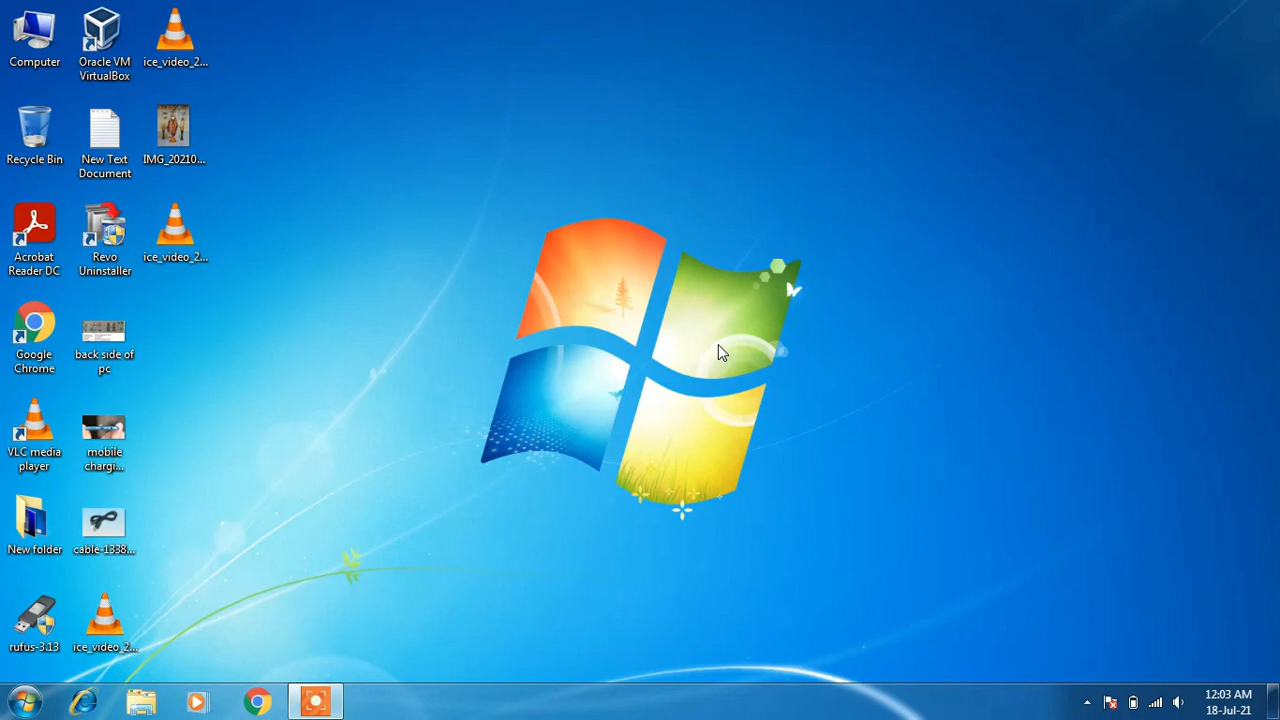 Computer
Oracle VM
VirtualBox
ice_video_2...
Recycle Bin
New Text
Document
IMG_20210...
Acrobat
Reader DC
Revo
Uninstaller
ice_video_2...
Google
Chrome
back side of
pc
VLC media
player
mobile
chargi...
New folder
cable-1338...
rufus-3.13
ice_video_2...
12:03 AM
18-Jul-21